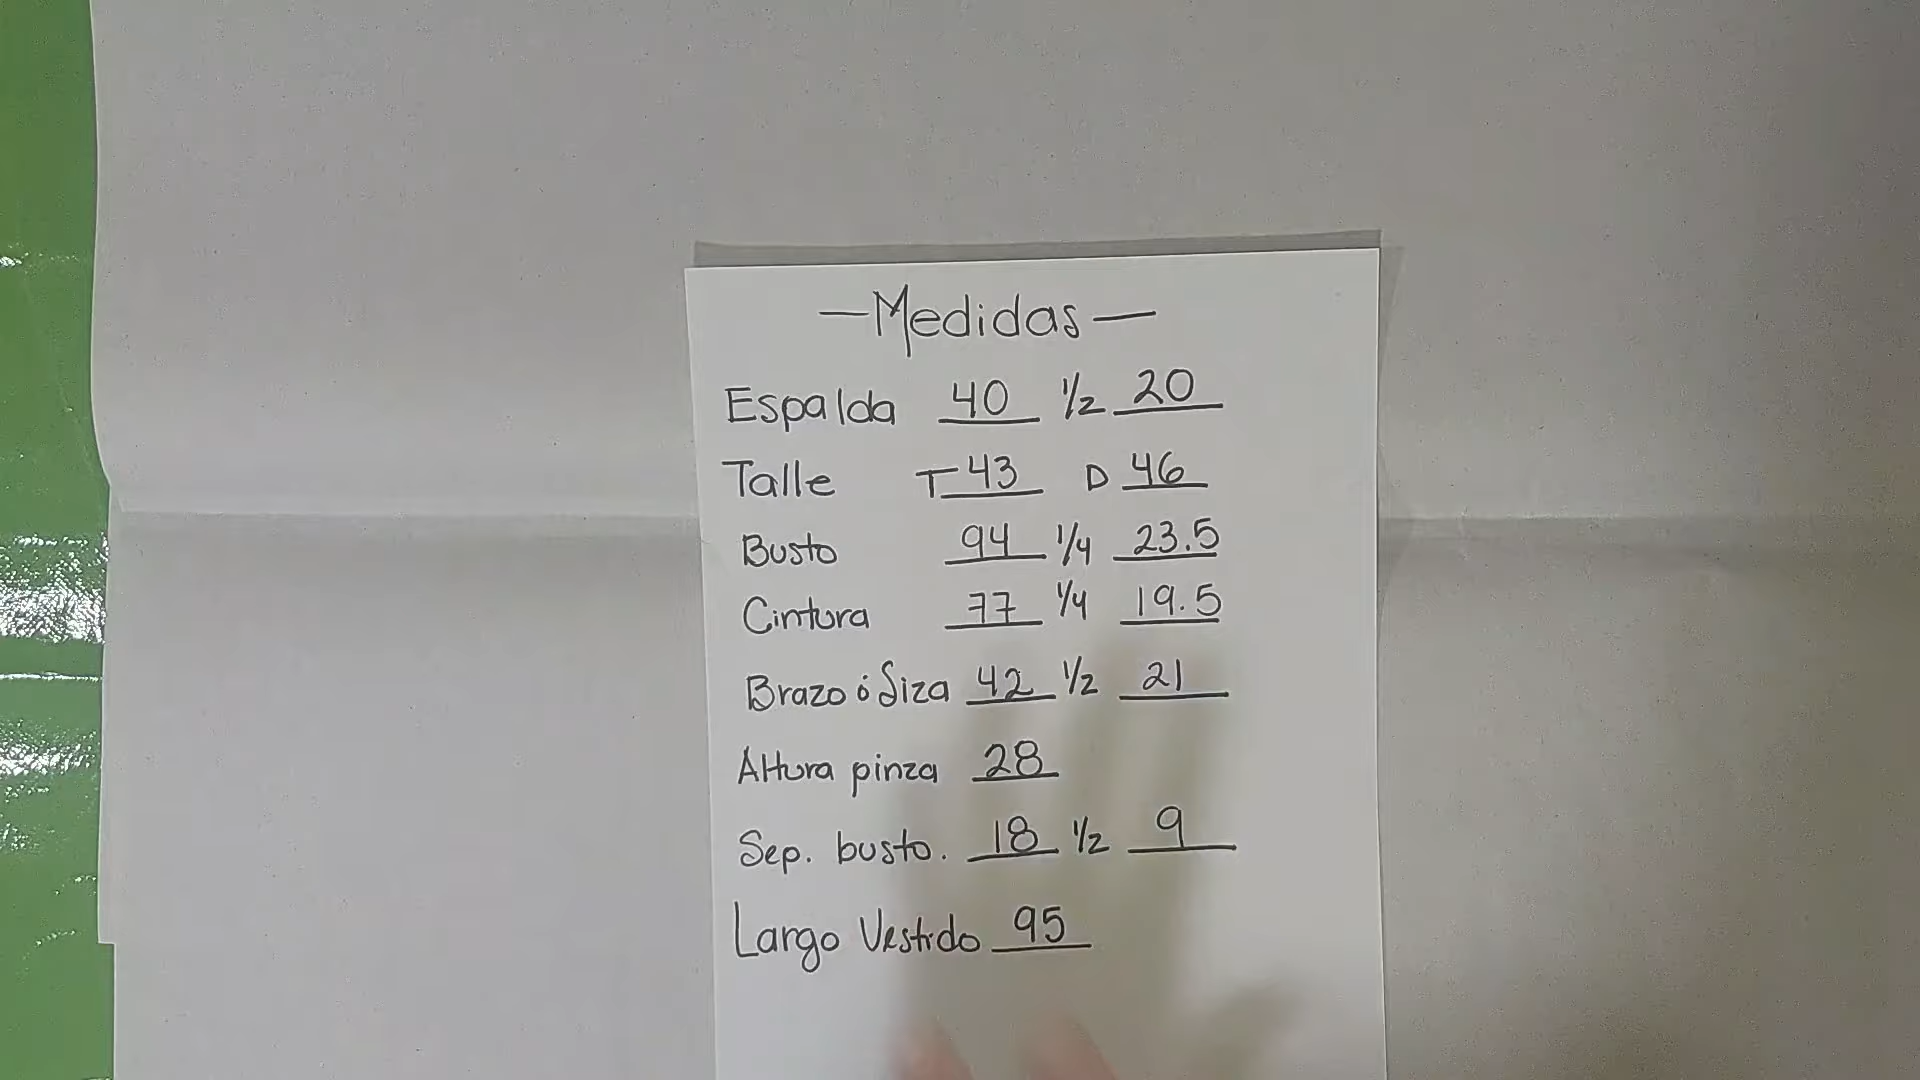 —Medidas—
Espalda 40 1/2 20
Talle T 43 D 46
Busto 94 1/4 23.5
Cintura 77 1/4 19.5
Brazo ó Siza 42 1/2 21
Altura pinza 28
Sep. busto. 18 1/2 9
Largo Vestido 95